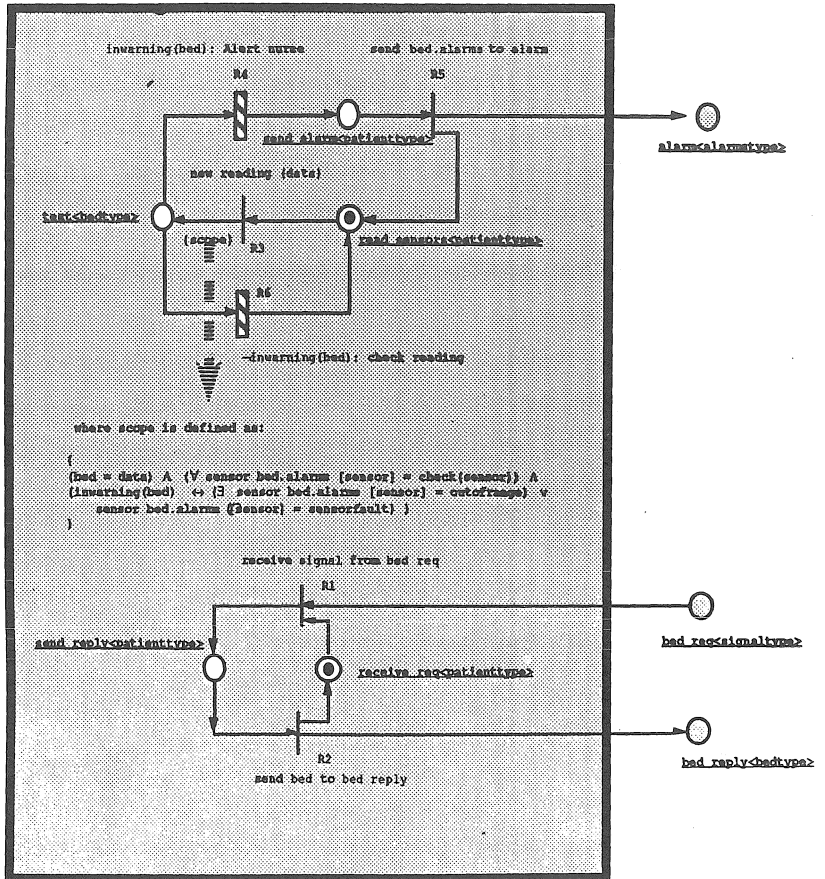 inwarning(bed): Alert nurse
send bed.alarms to alarm
R4
R5
send alarm<patienttype>
alarm<alarmstype>
new reading (data)
test<bedtype>
(scope)
R3
read sensors<patienttype>
R6
¬inwarning(bed): check reading
where scope is defined as:
{
(bed = data) Λ (∀ sensor bed.alarms [sensor] = check(sensor)) Λ
(inwarning(bed) ↔ (∃ sensor bed.alarms [sensor] = outofrange) v
sensor bed.alarms ([sensor] = sensorfault) )
}
receive signal from bed req
R1
send reply<patienttype>
bed req<signaltype>
receive req<patienttype>
R2
send bed to bed reply
bed reply<bedtype>